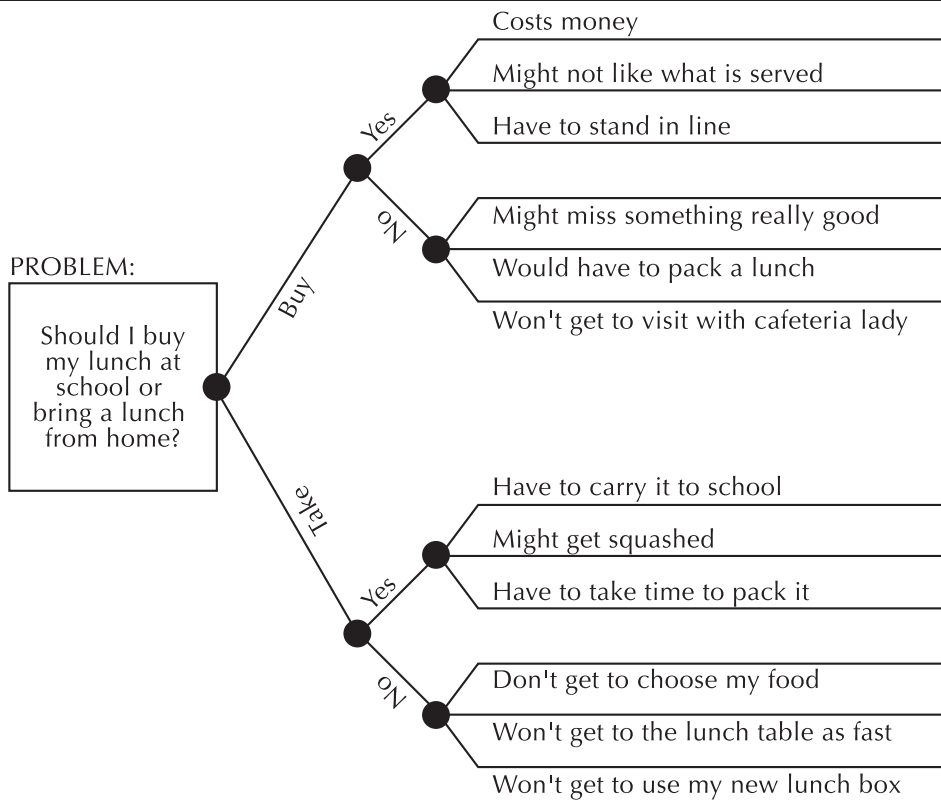 PROBLEM:
Should I buy
my lunch at
school or
bring a lunch
from home?
Buy
Yes
Costs money
Might not like what is served
Have to stand in line
No
Might miss something really good
Would have to pack a lunch
Won't get to visit with cafeteria lady
Take
Yes
Have to carry it to school
Might get squashed
Have to take time to pack it
No
Don't get to choose my food
Won't get to the lunch table as fast
Won't get to use my new lunch box